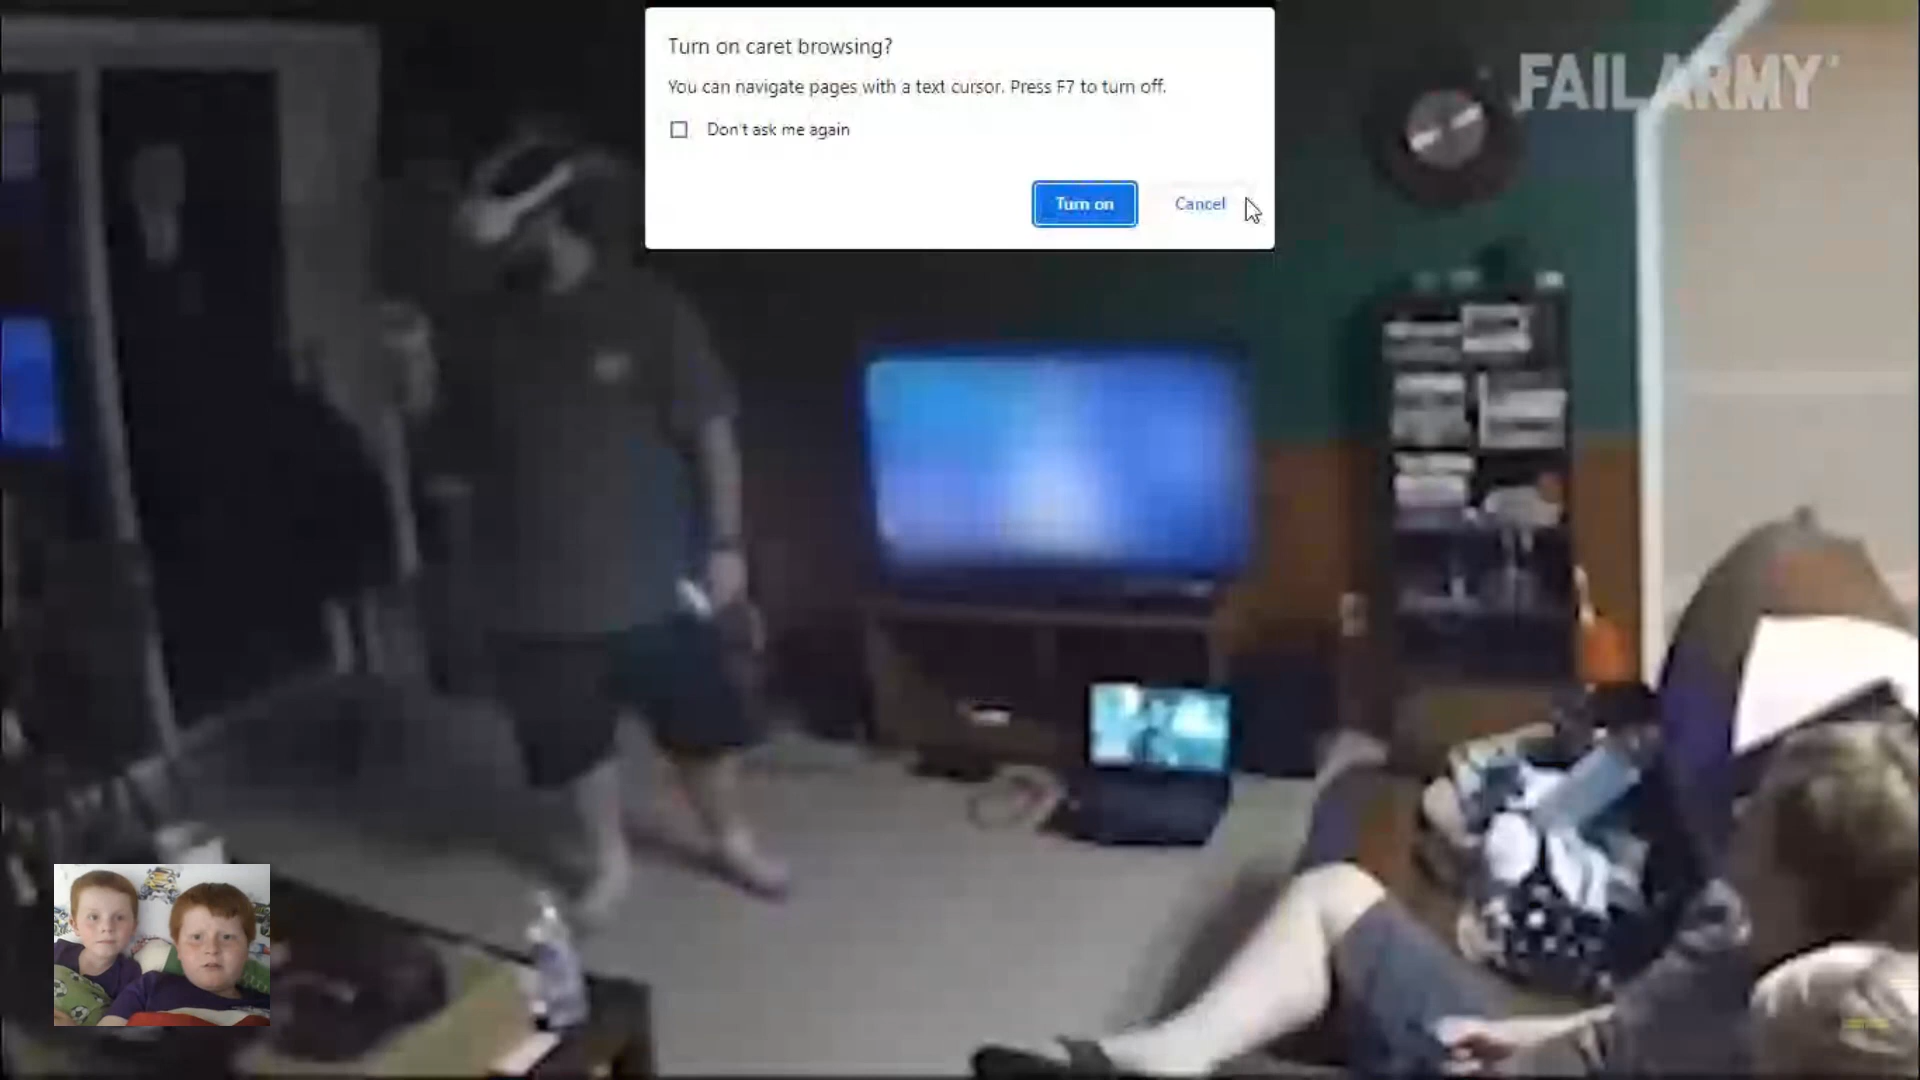 Turn on caret browsing?
You can navigate pages with a text cursor. Press F7 to turn off.
Don't ask me again
Turn on
Cancel
FAILARMY